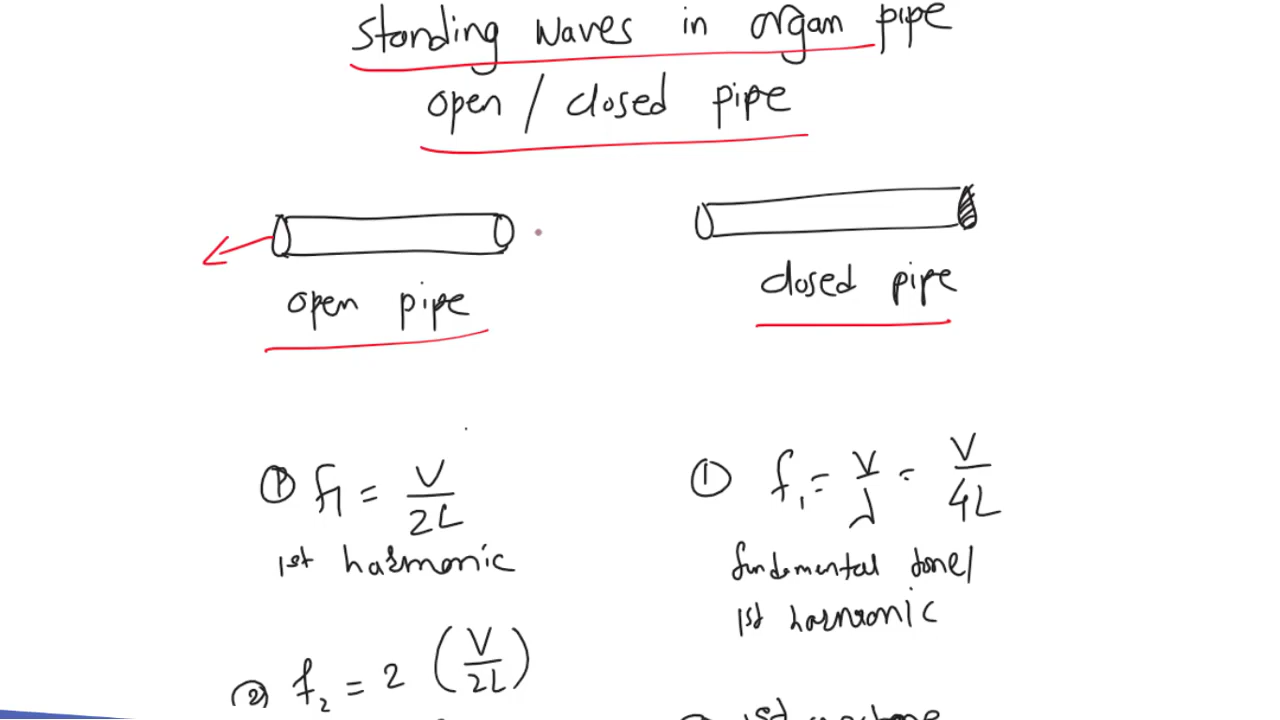 Standing Waves in organ pipe
open / closed pipe
open pipe
closed pipe
① f₁ = V/2L
1st harmonic
② f₂ = 2 (V/2L)
① f₁ = V/λ = V/4L
fundamental tone/
1st harmonic
1st